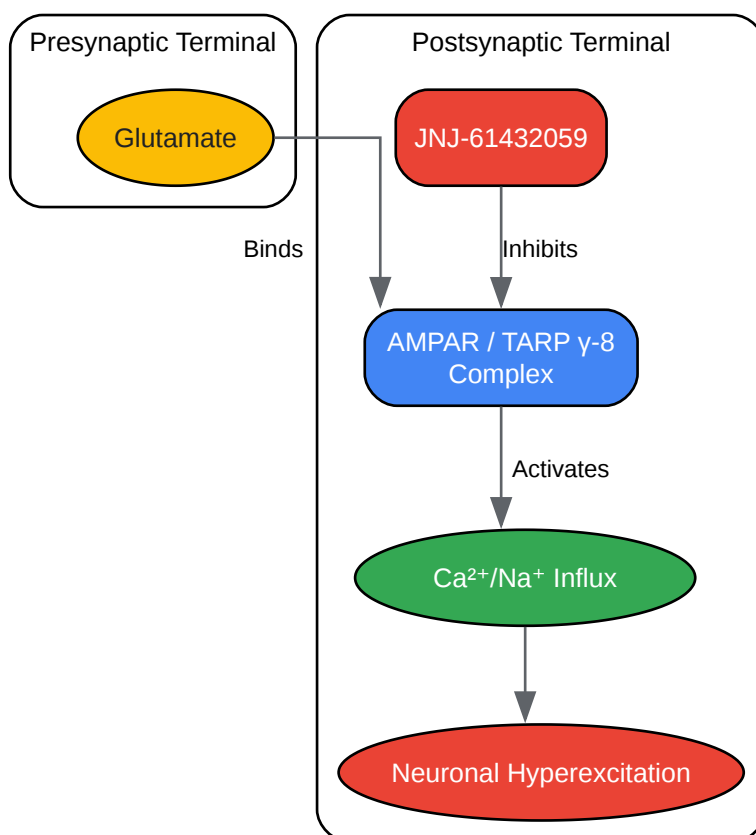 Presynaptic Terminal
Postsynaptic Terminal
Glutamate
JNJ-61432059
Binds
Inhibits
AMPAR / TARP γ-8
Complex
Activates
Ca²⁺/Na⁺ Influx
Neuronal Hyperexcitation